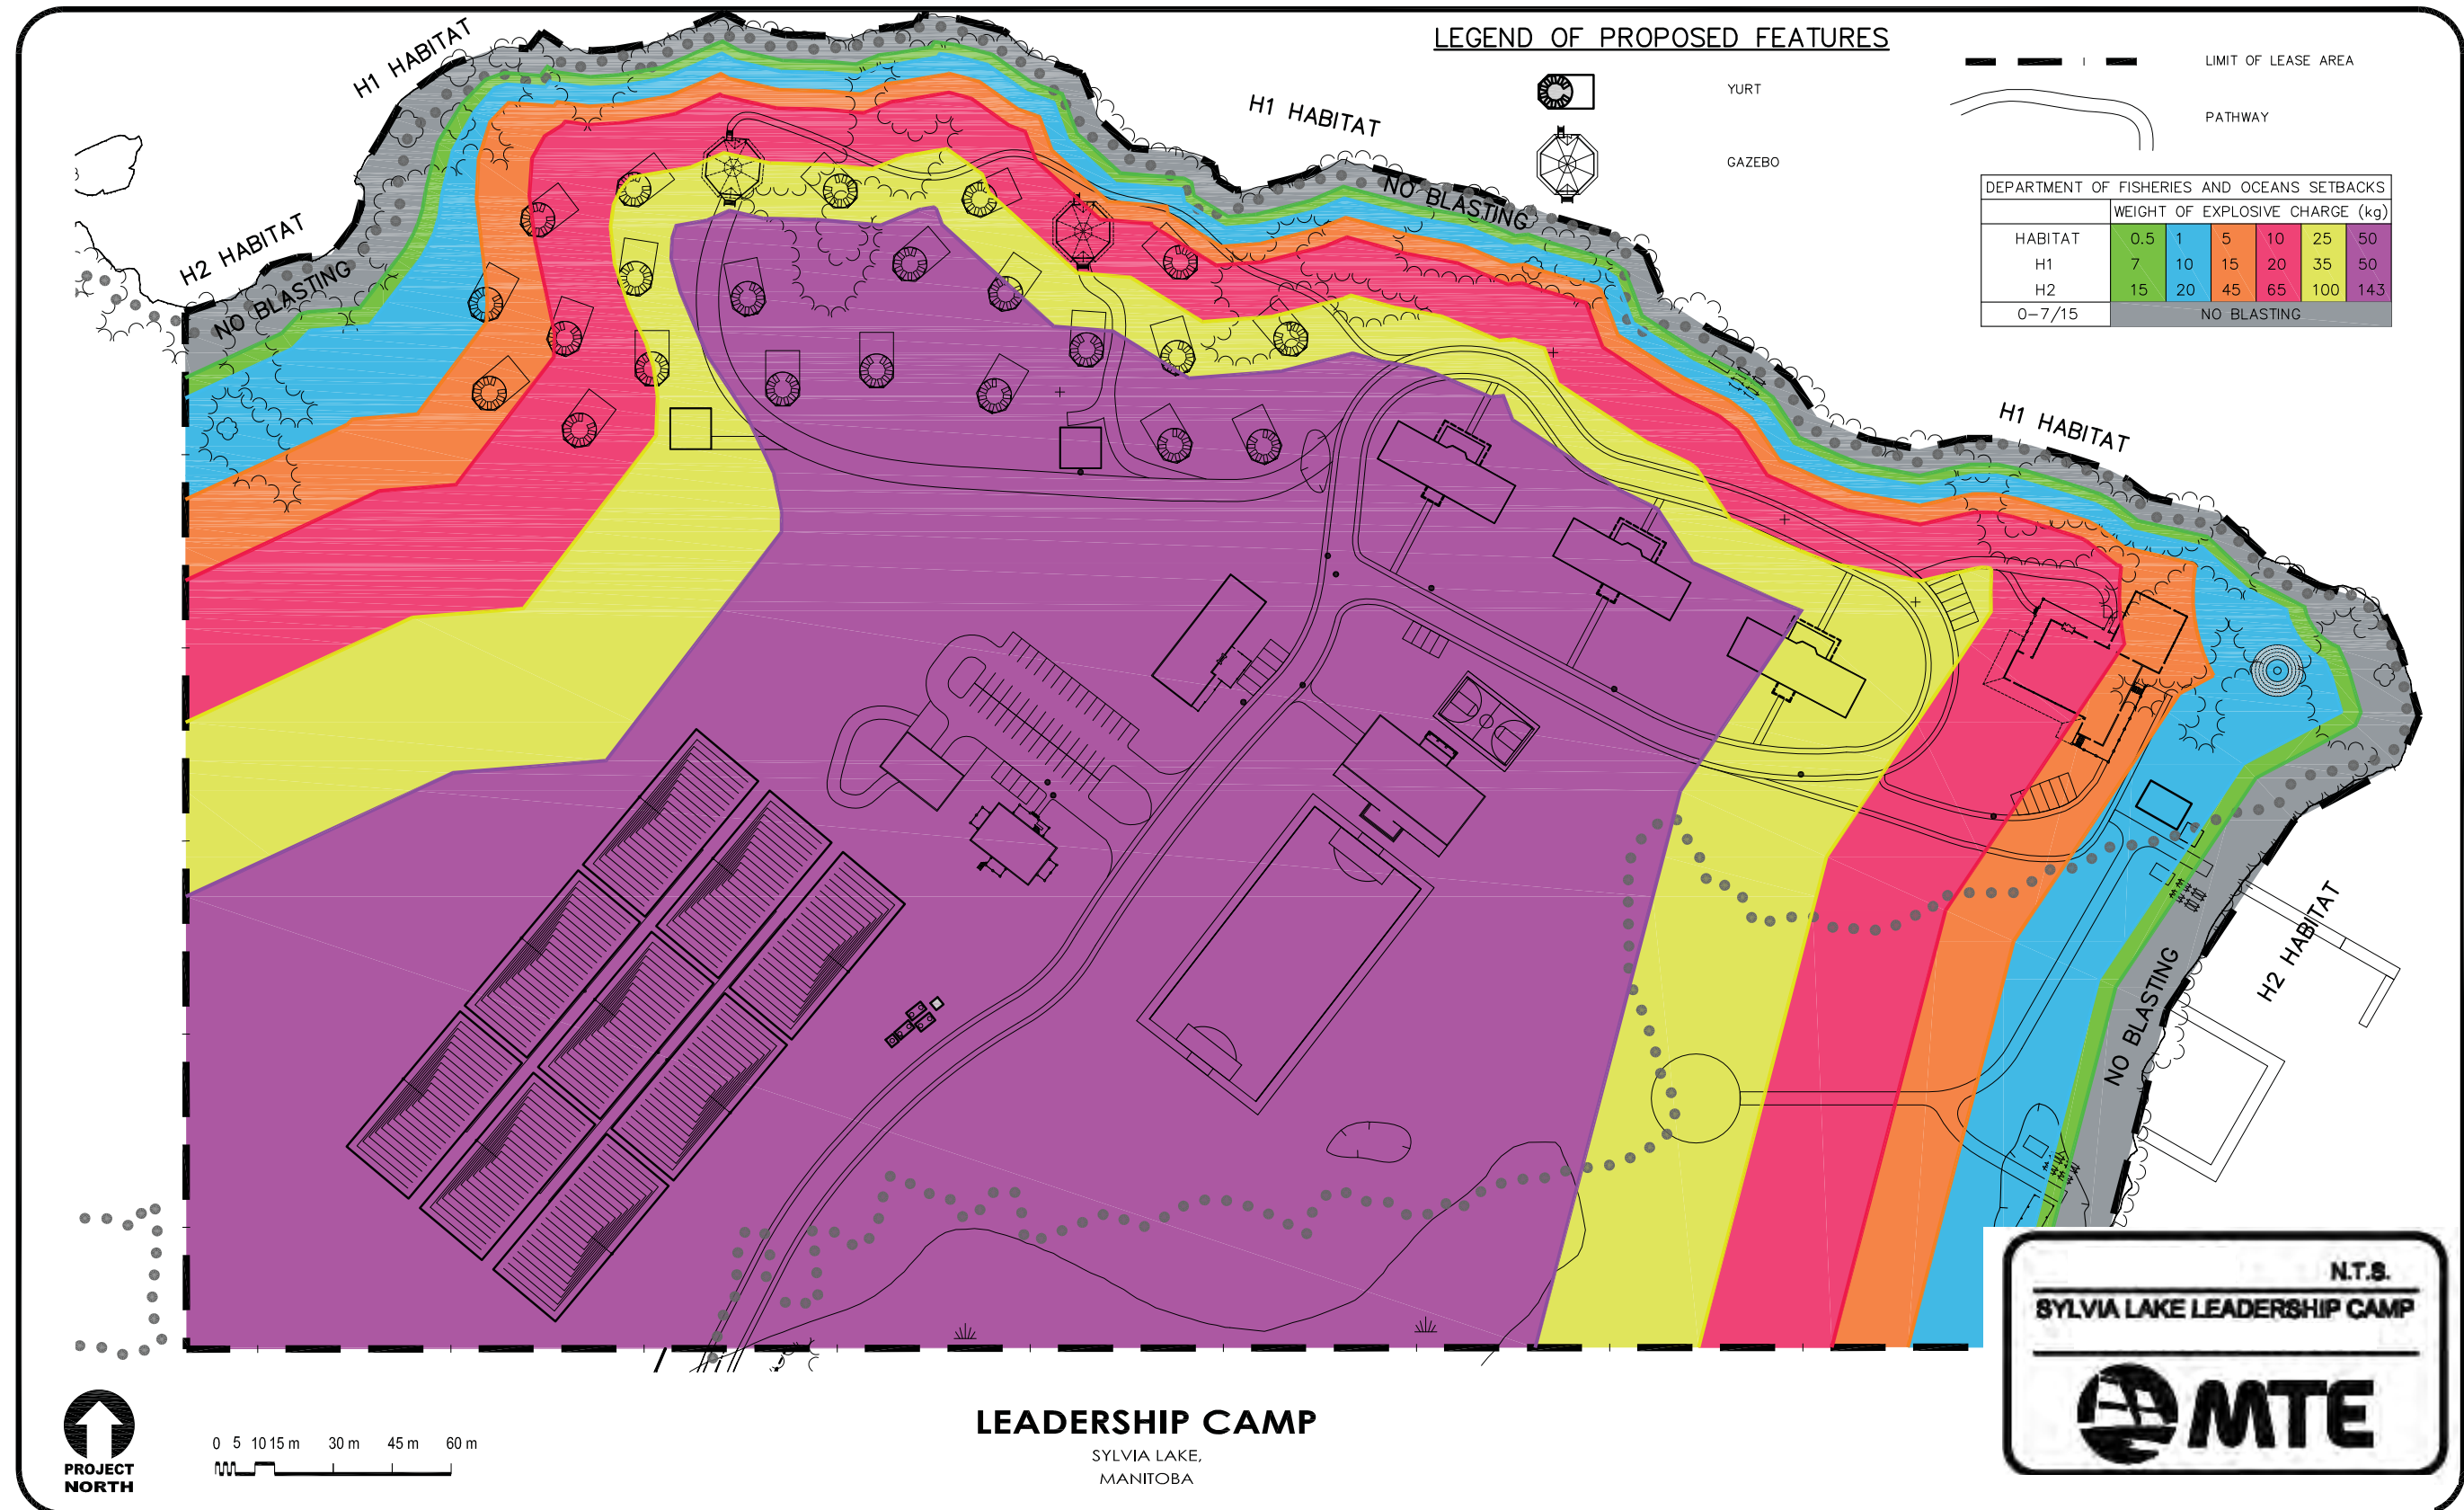 LEGEND OF PROPOSED FEATURES
YURT
GAZEBO
LIMIT OF LEASE AREA
PATHWAY
DEPARTMENT OF FISHERIES AND OCEANS SETBACKS
WEIGHT OF EXPLOSIVE CHARGE (kg)
HABITAT 0.5 1 5 10 25 50
H1 7 10 15 20 35 50
H2 15 20 45 65 100 143
0-7/15 NO BLASTING
H1 HABITAT
H2 HABITAT
NO BLASTING
H1 HABITAT
NO BLASTING
H1 HABITAT
H2 HABITAT
NO BLASTING
PROJECT
NORTH
0 5 10 15 m 30 m 45 m 60 m
LEADERSHIP CAMP
SYLVIA LAKE,
MANITOBA
N.T.S.
SYLVIA LAKE LEADERSHIP CAMP
MTE